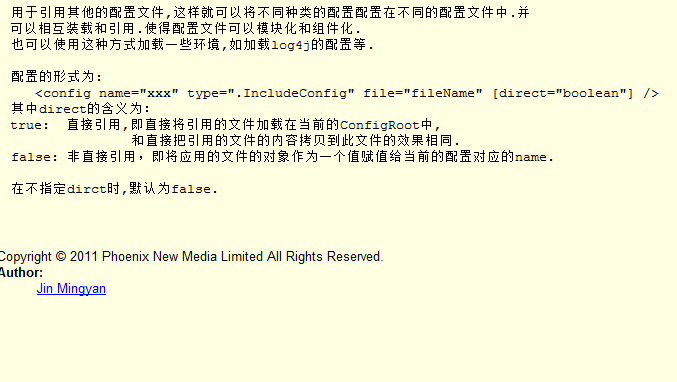 用于引用其他的配置文件,这样就可以将不同种类的配置配置在不同的配置文件中.并
可以相互装载和引用.使得配置文件可以模块化和组件化.
也可以使用这种方式加载一些环境,如加载log4j的配置等.
配置的形式为:
<config name="xxx" type=".IncludeConfig" file="fileName" [direct="boolean"] />
其中direct的含义为:
true: 直接引用,即直接将引用的文件加载在当前的ConfigRoot中,
和直接把引用的文件的内容拷贝到此文件的效果相同.
false: 非直接引用，即将应用的文件的对象作为一个值赋值给当前的配置对应的name.
在不指定dirct时,默认为false.
Copyright © 2011 Phoenix New Media Limited All Rights Reserved.
Author:
Jin Mingyan